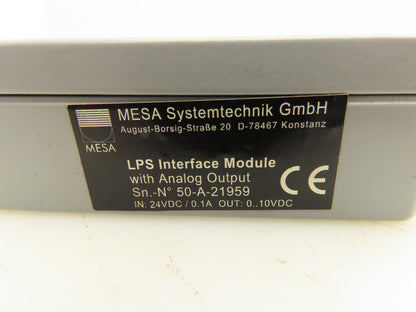 MESA Systemtechnik GmbH
August-Borsig-Straße 20 D-78467 Konstanz
MESA
LPS Interface Module
with Analog Output
Sn.-N° 50-A-21959
IN: 24VDC / 0.1A OUT: 0..10VDC
CE